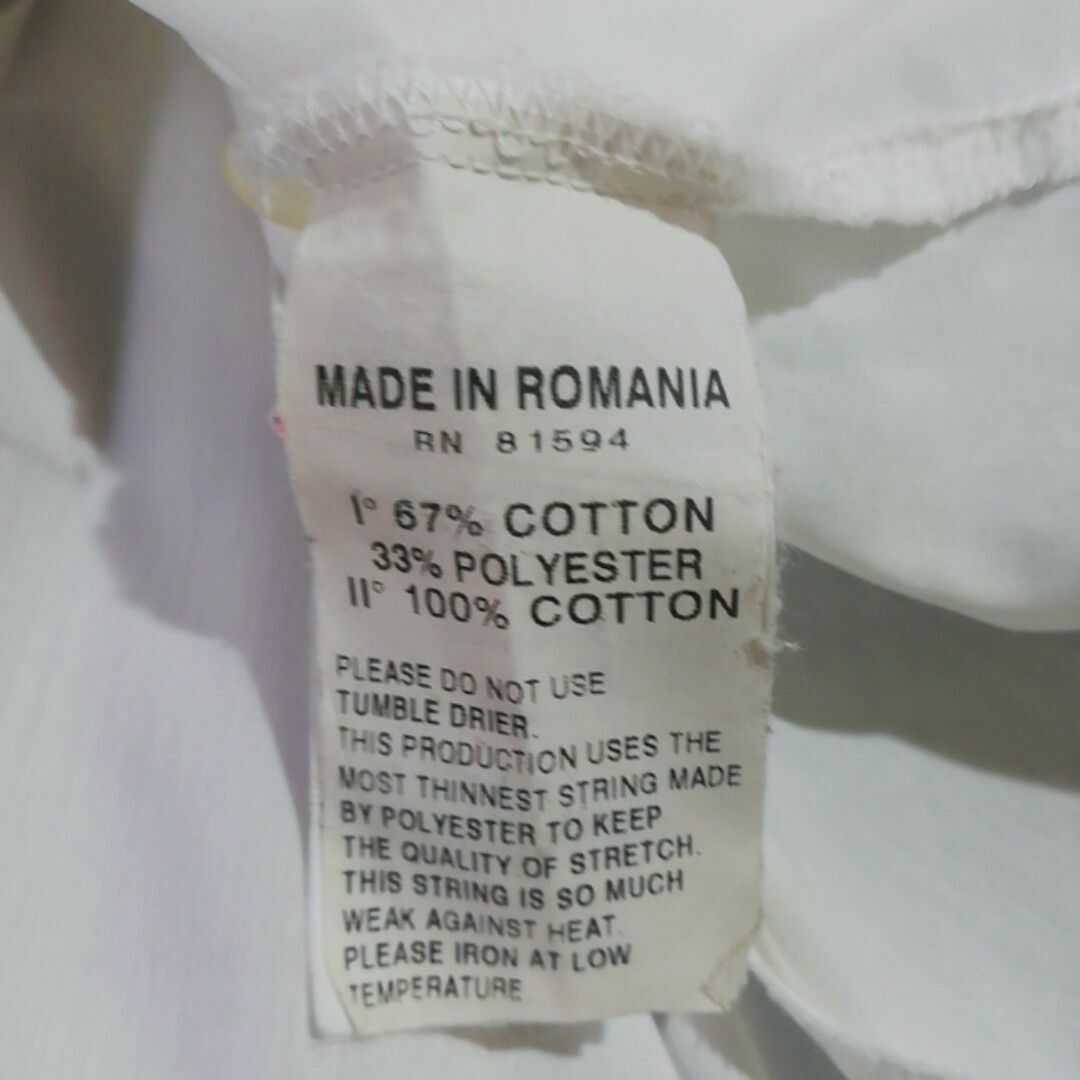 MADE IN ROMANIA
RN 81594
I° 67% COTTON
33% POLYESTER
II° 100% COTTON
PLEASE DO NOT USE
TUMBLE DRIER.
THIS PRODUCTION USES THE
MOST THINNEST STRING MADE
BY POLYESTER TO KEEP
THE QUALITY OF STRETCH.
THIS STRING IS SO MUCH
WEAK AGAINST HEAT.
PLEASE IRON AT LOW
TEMPERATURE